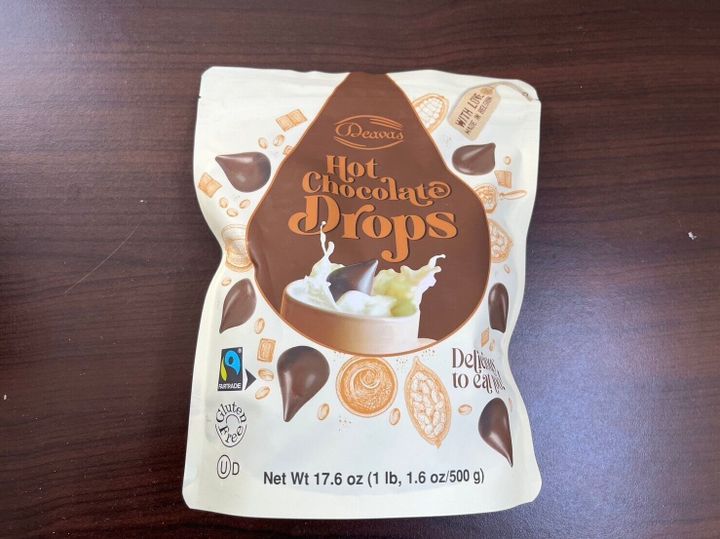 Deavas
Hot
Chocolate
Drops
WITH LOVE
MADE IN BELGIUM
Delicious
to eat
FAIRTRADE
Gluten
Free
U D
Net Wt 17.6 oz (1 lb, 1.6 oz/500 g)